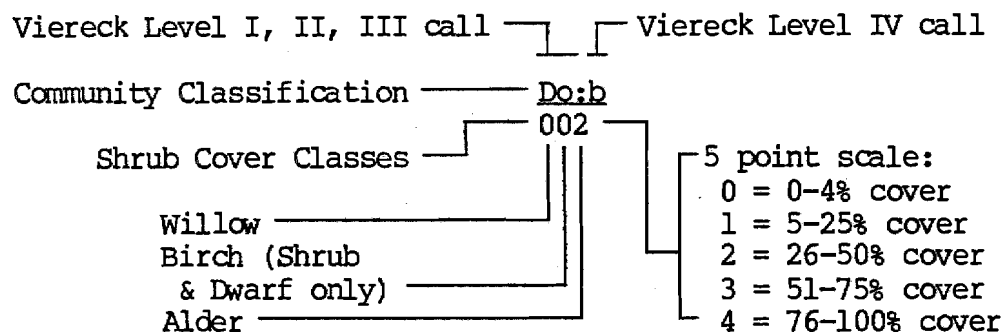 Viereck Level I, II, III call
Viereck Level IV call
Community Classification
Do:b
002
Shrub Cover Classes
5 point scale:
0 = 0-4% cover
1 = 5-25% cover
2 = 26-50% cover
3 = 51-75% cover
4 = 76-100% cover
Willow
Birch (Shrub
& Dwarf only)
Alder